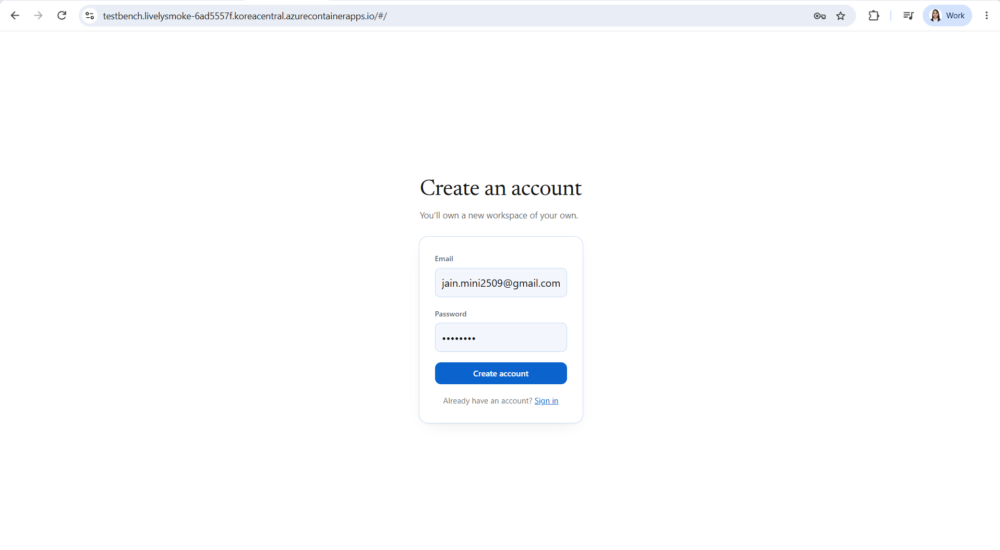 testbench.livelysmoke-6ad5557f.koreacentral.azurecontainerapps.io/#/
Work
Create an account
You’ll own a new workspace of your own.
Email
jain.mini2509@gmail.com
Password
••••••••
Create account
Already have an account? Sign in